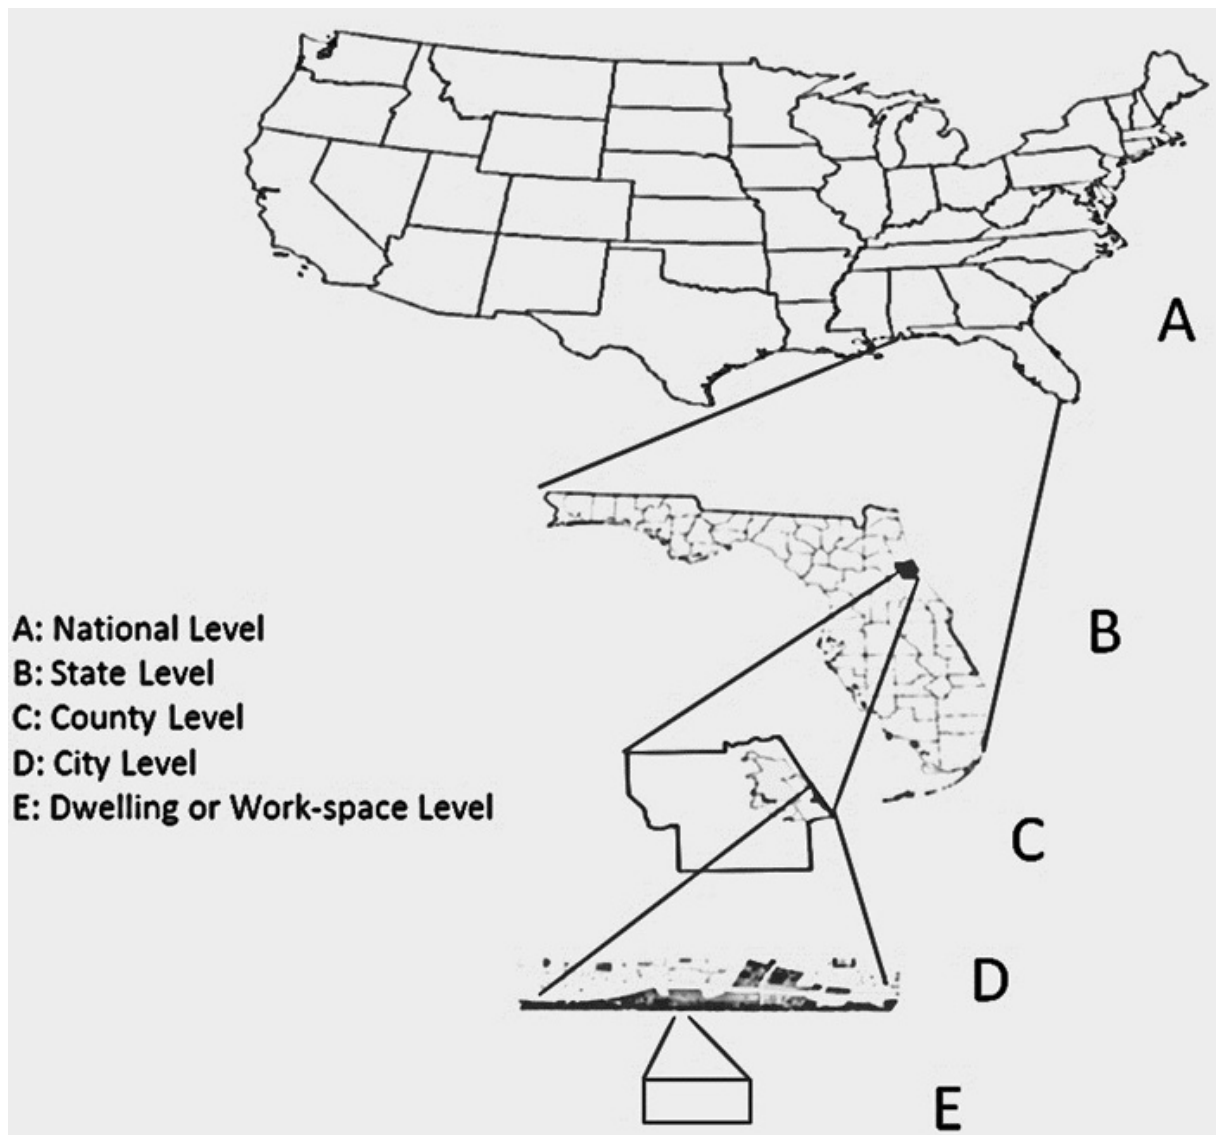 A
B
A: National Level
B: State Level
C: County Level
D: City Level
E: Dwelling or Work-space Level
C
D
E